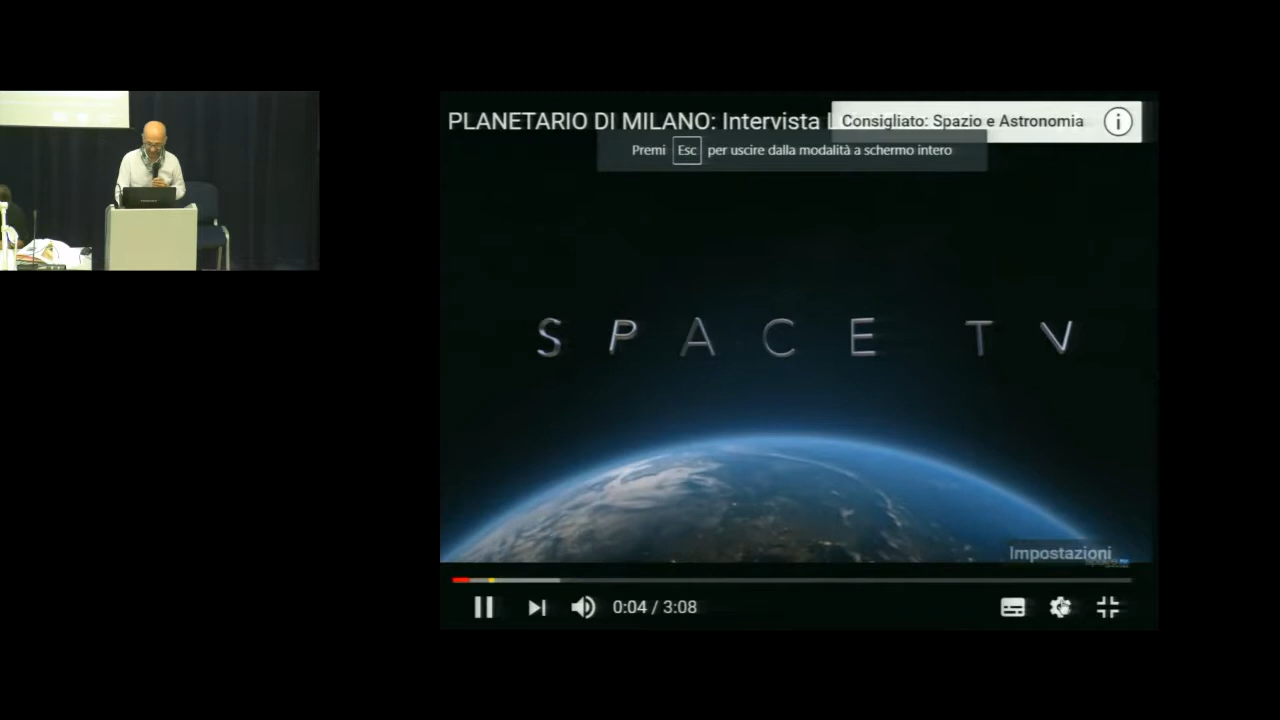 PLANETARIO DI MILANO: Intervista
Consigliato: Spazio e Astronomia
Premi Esc per uscire dalla modalità a schermo intero
SPACE TV
Impostazioni
0:04 / 3:08